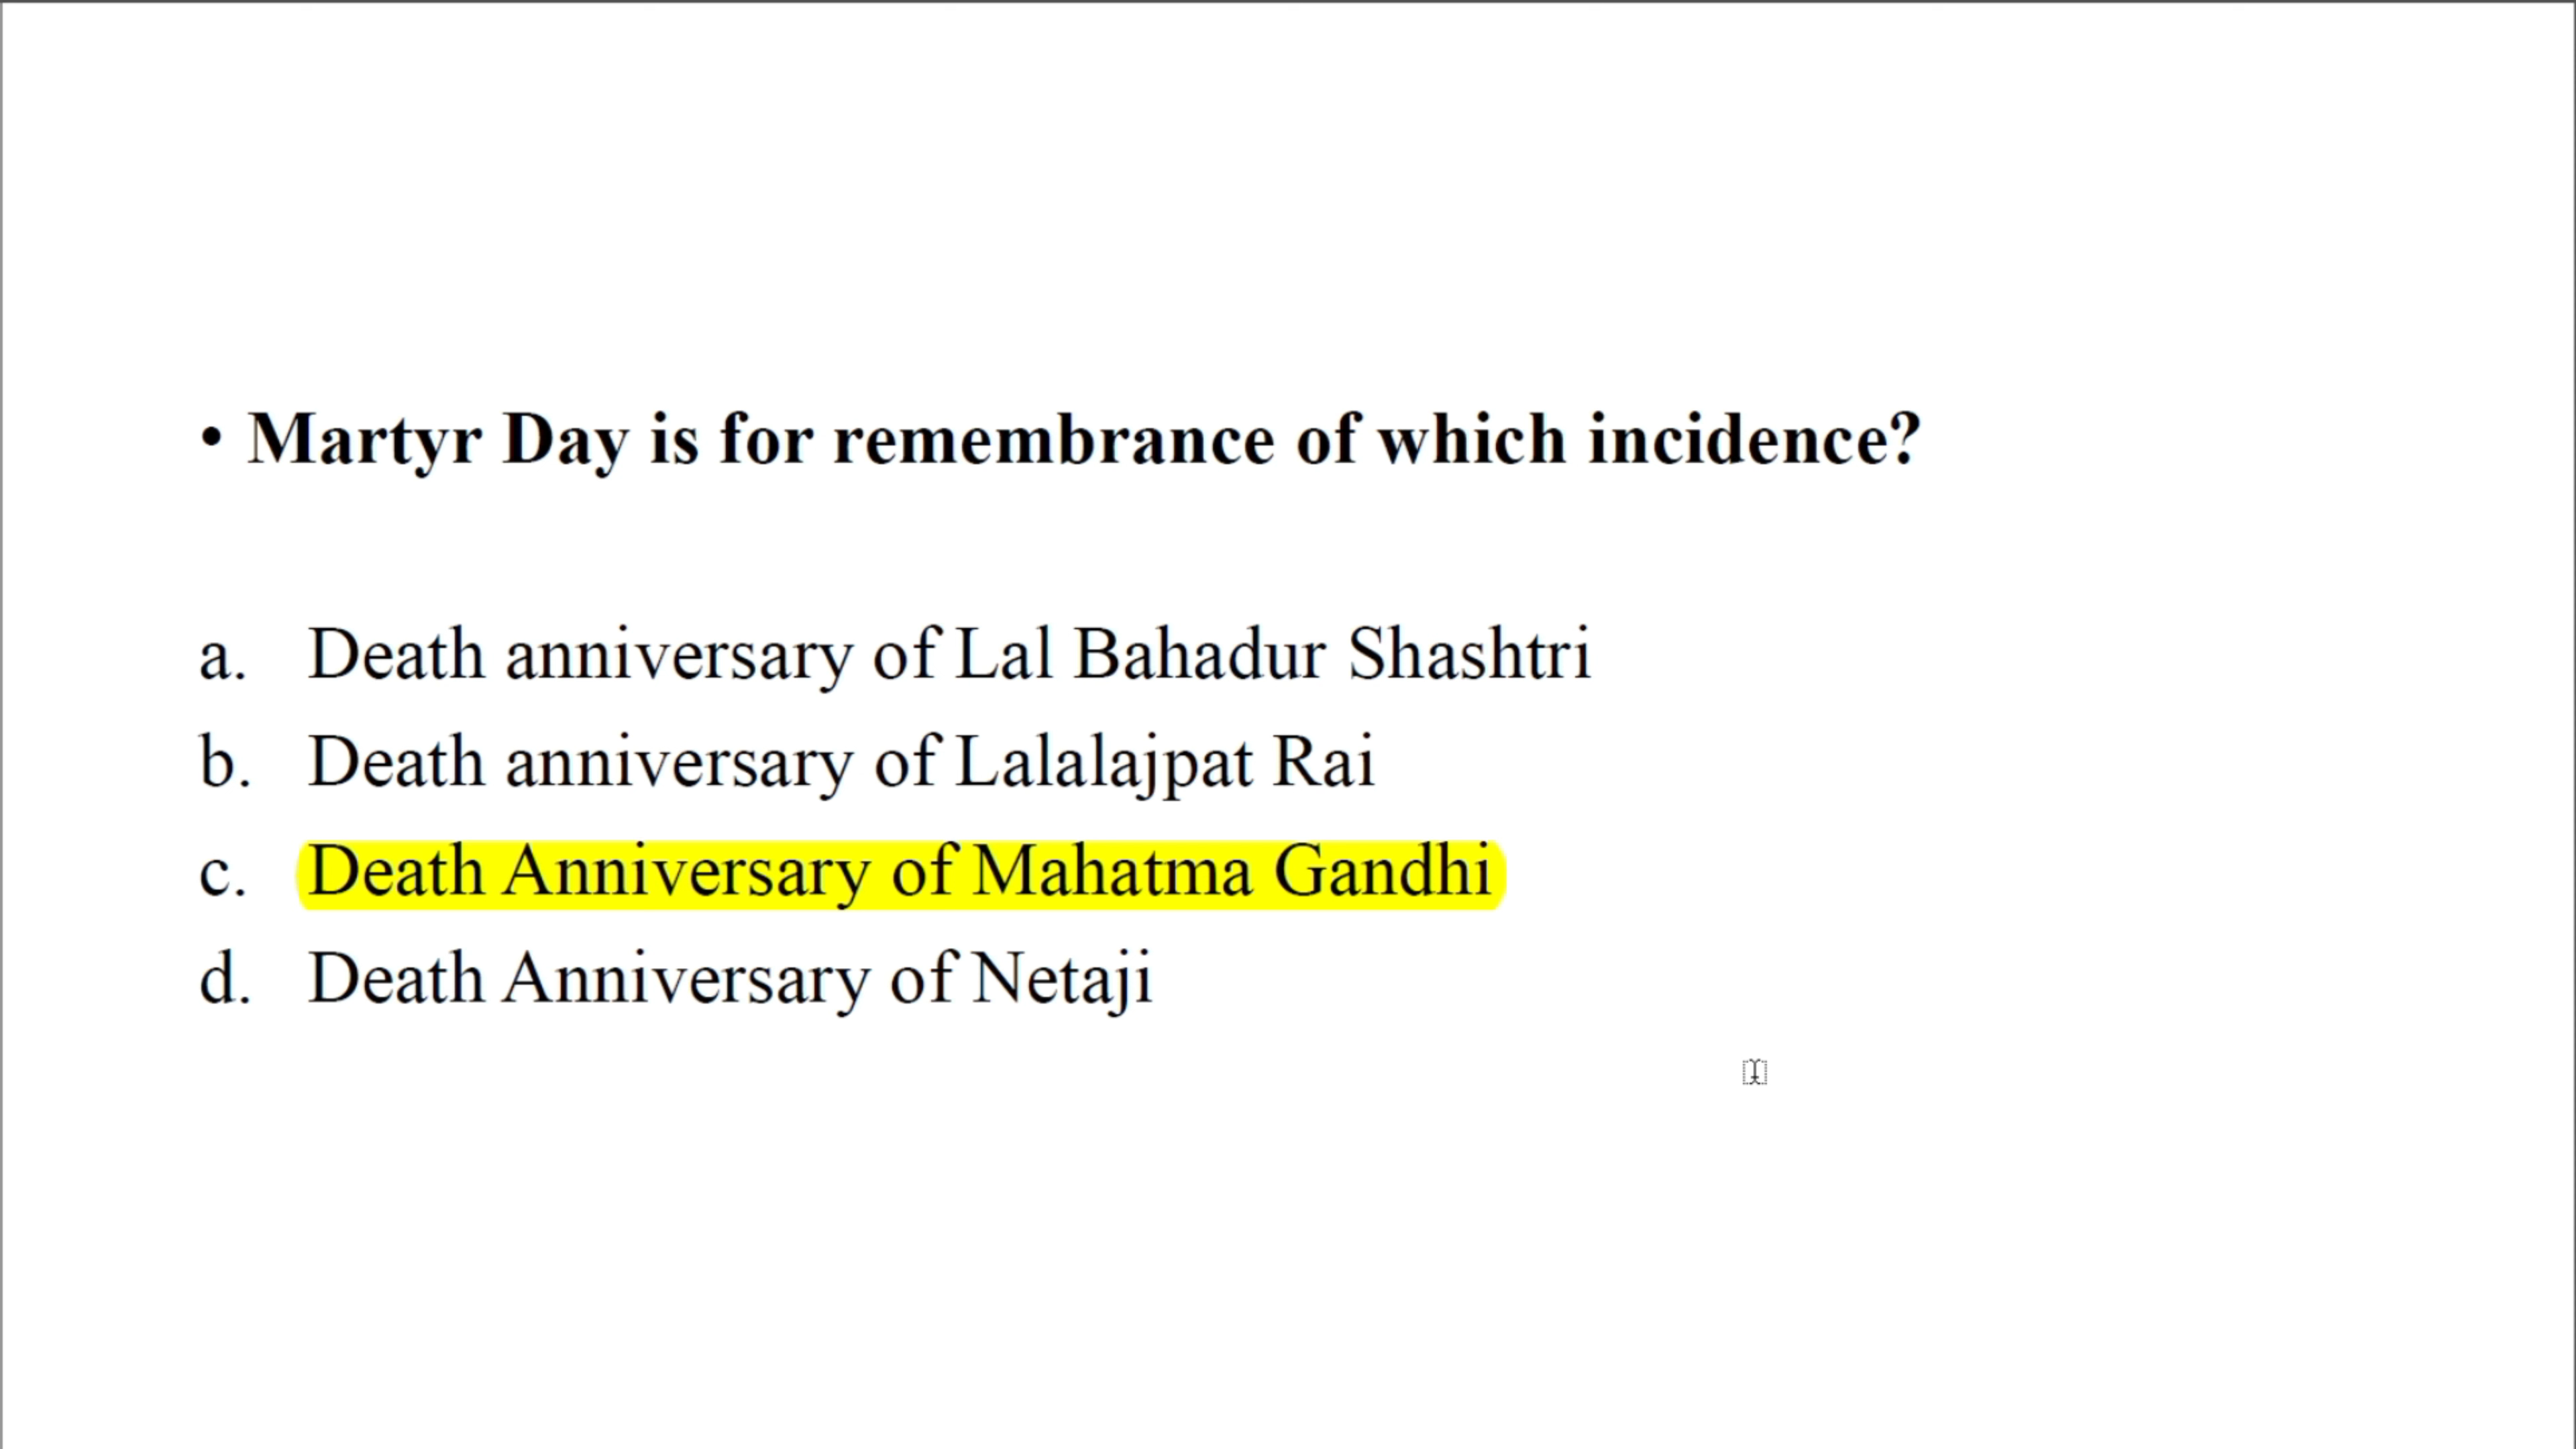 • Martyr Day is for remembrance of which incidence?
a. Death anniversary of Lal Bahadur Shashtri
b. Death anniversary of Lalalajpat Rai
c. Death Anniversary of Mahatma Gandhi
d. Death Anniversary of Netaji